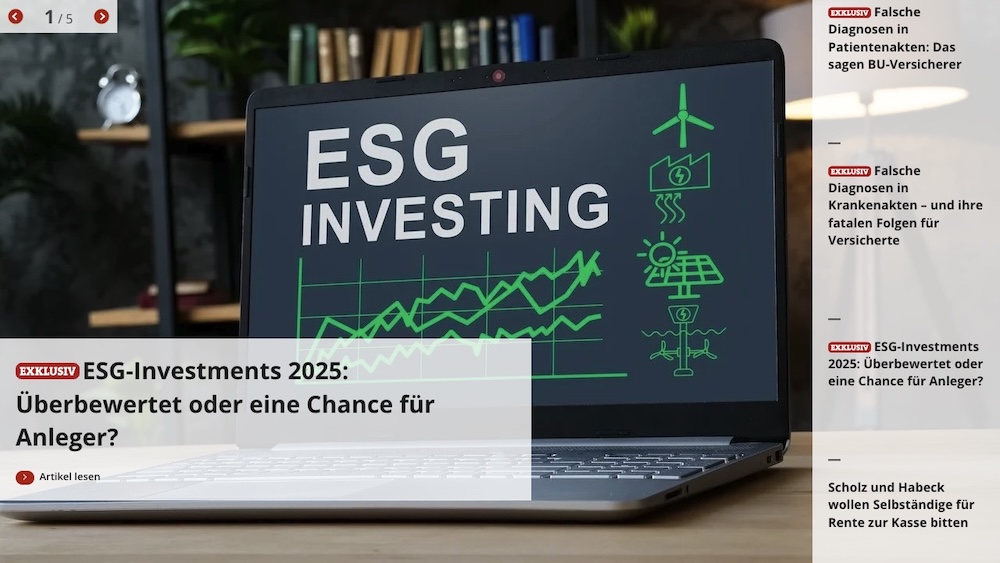 1 / 5
ESG
INVESTING
EXKLUSIV ESG-Investments 2025:
Überbewertet oder eine Chance für
Anleger?
Artikel lesen
EXKLUSIV Falsche
Diagnosen in
Patientenakten: Das
sagen BU-Versicherer
EXKLUSIV Falsche
Diagnosen in
Krankenakten – und ihre
fatalen Folgen für
Versicherte
EXKLUSIV ESG-Investments
2025: Überbewertet oder
eine Chance für Anleger?
Scholz und Habeck
wollen Selbständige für
Rente zur Kasse bitten